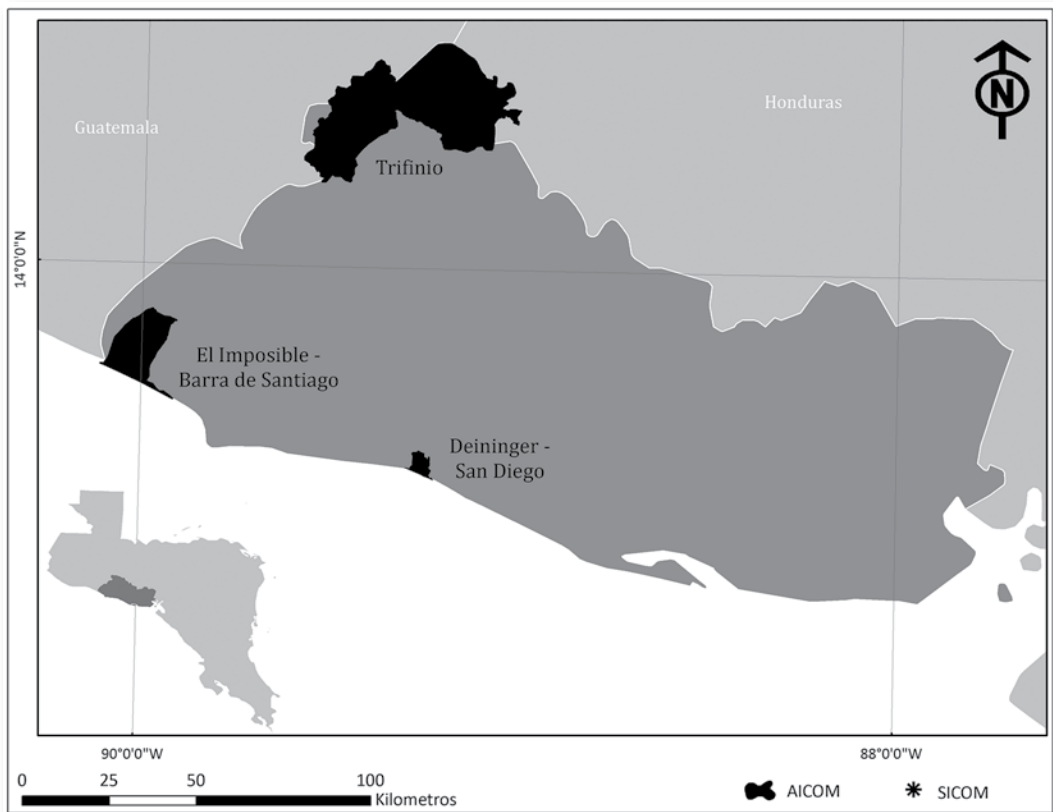 Guatemala
Honduras
N
Trifinio
14°0'0"N
El Imposible -
Barra de Santiago
Deininger -
San Diego
90°0'0"W
88°0'0"W
0
25
50
100
Kilometros
AICOM
SICOM